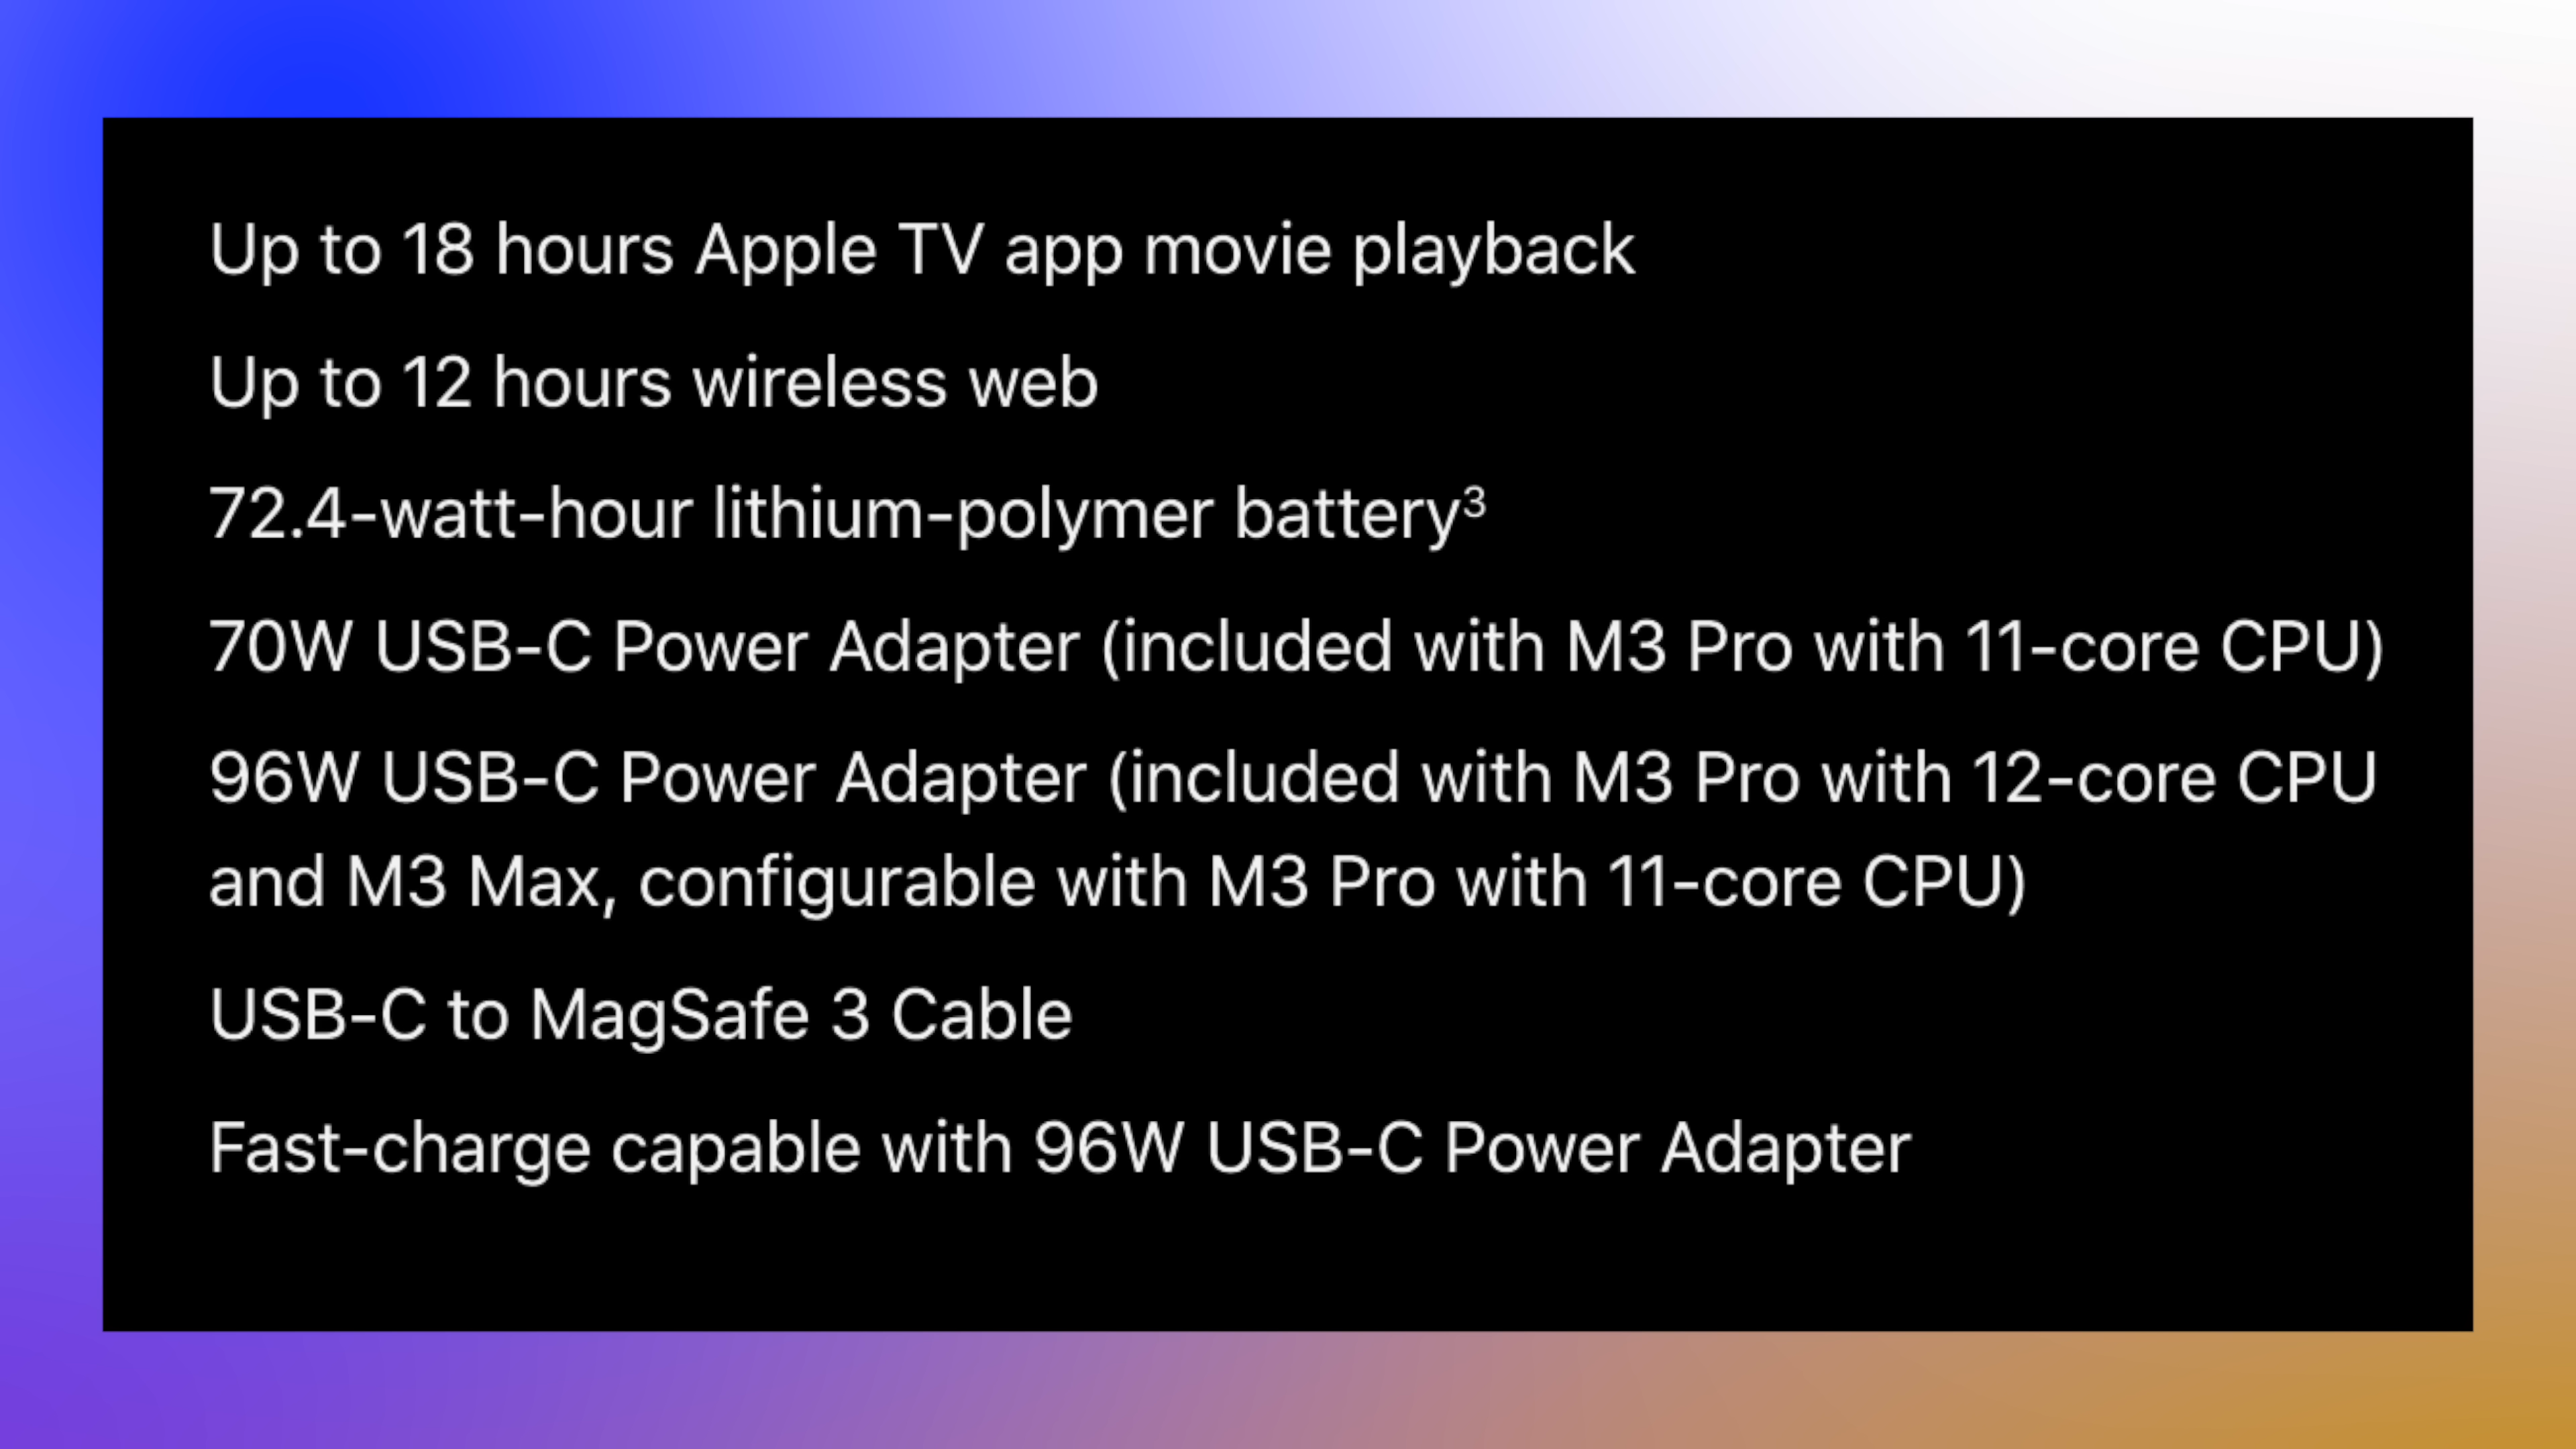 Up to 18 hours Apple TV app movie playback
Up to 12 hours wireless web
72.4-watt-hour lithium-polymer battery³
70W USB-C Power Adapter (included with M3 Pro with 11-core CPU)
96W USB-C Power Adapter (included with M3 Pro with 12-core CPU
and M3 Max, configurable with M3 Pro with 11-core CPU)
USB-C to MagSafe 3 Cable
Fast-charge capable with 96W USB-C Power Adapter